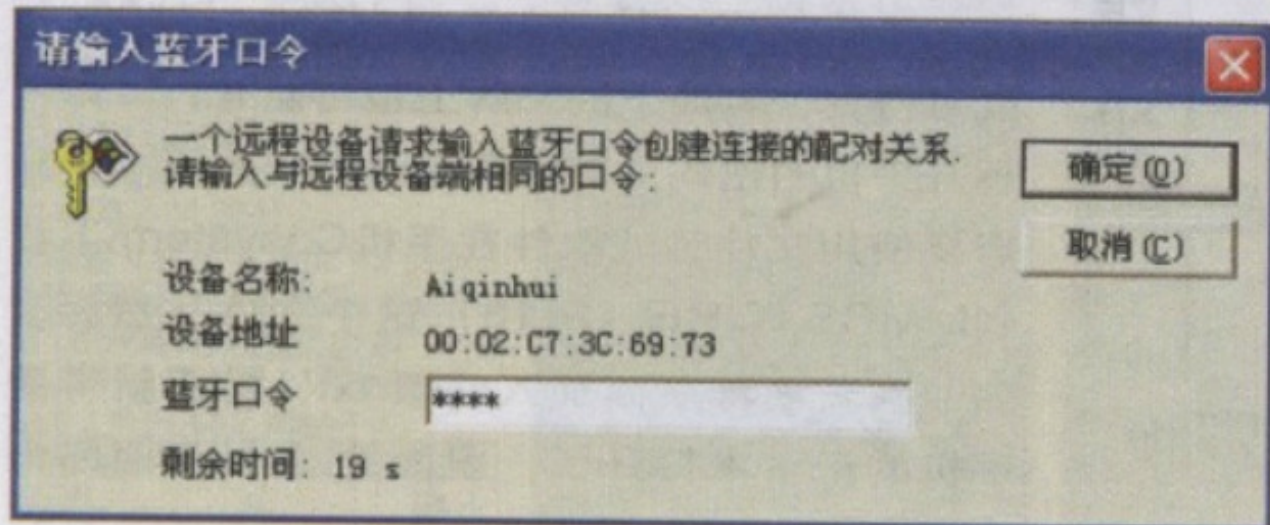 请输入蓝牙口令
一个远程设备请求输入蓝牙口令创建连接的配对关系.
请输入与远程设备端相同的口令:
确定(O)
取消(C)
设备名称: Aiqinhui
设备地址 00:02:C7:3C:69:73
蓝牙口令 ****
剩余时间: 19 s